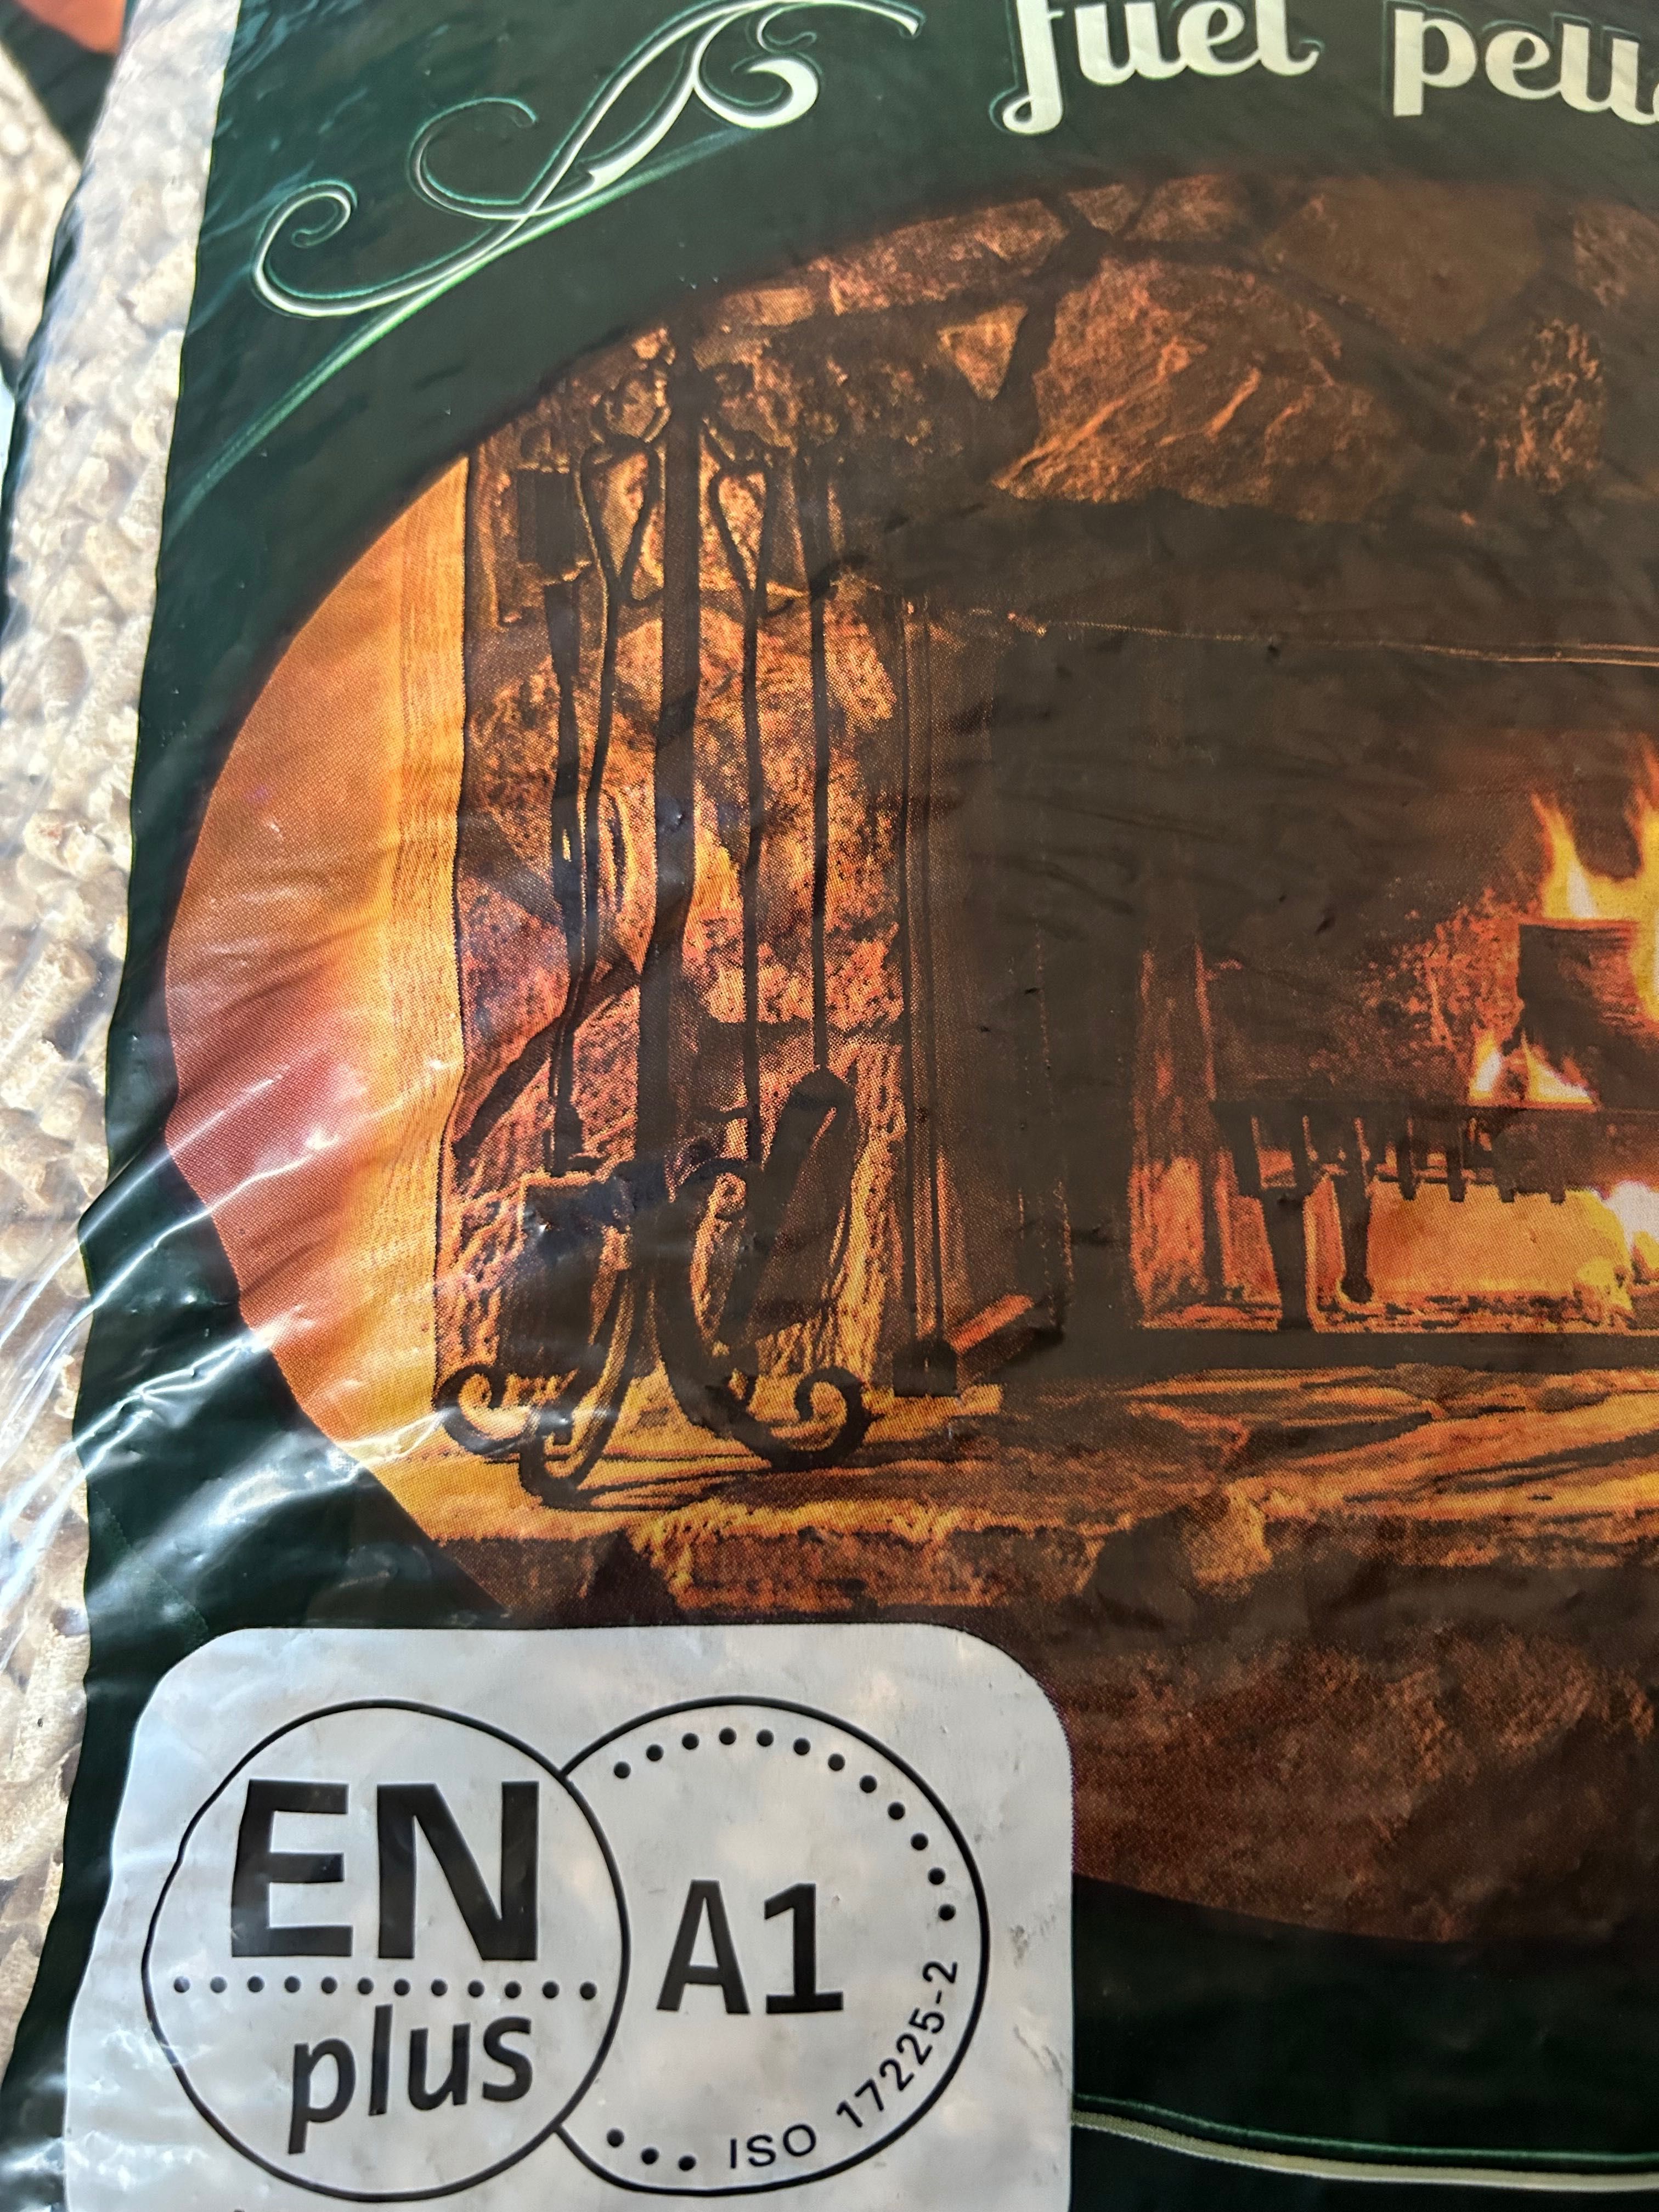 fuel
EN
plus
A1
ISO 17225-2